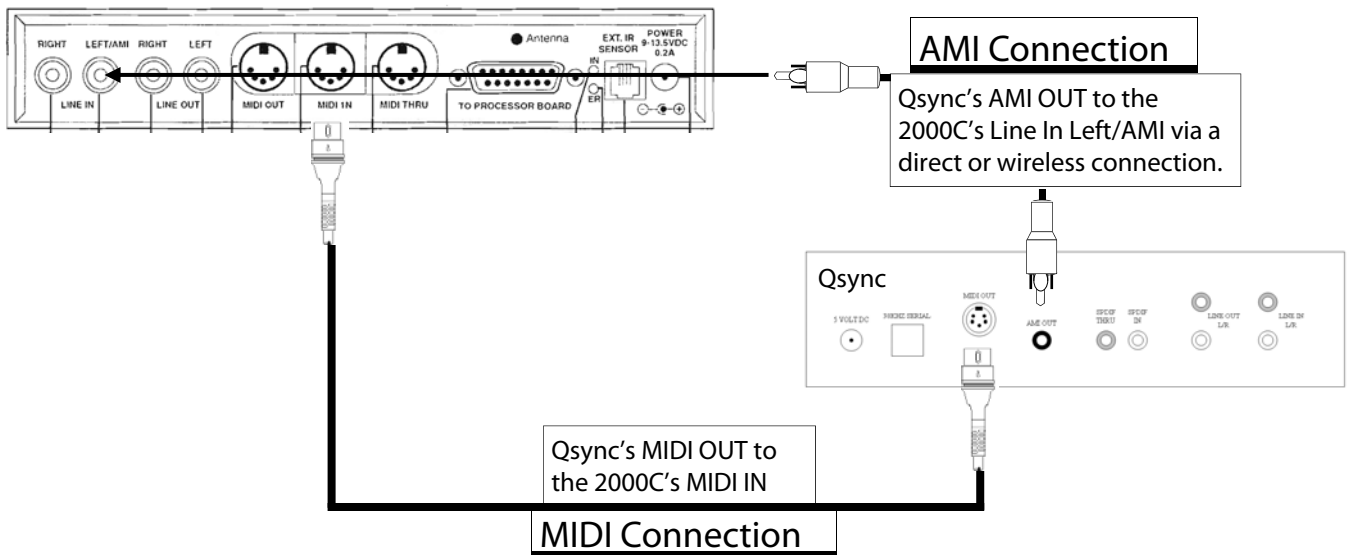 RIGHT LEFT/AMI RIGHT LEFT
LINE IN LINE OUT
MIDI OUT MIDI 1N MIDI THRU
Antenna
TO PROCESSOR BOARD
EXT. IR
SENSOR
IN
ER
POWER
9-13.5VDC
0.2A
AMI Connection
Qsync's AMI OUT to the
2000C's Line In Left/AMI via a
direct or wireless connection.
Qsync
5 VOLT DC
MIDI OUT
AMI OUT
SPDIF
THRU
SPDIF
IN
LINE OUT
L/R
LINE IN
L/R
Qsync's MIDI OUT to
the 2000C's MIDI IN
MIDI Connection